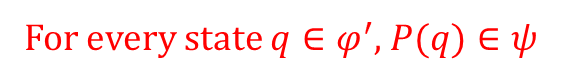 For every state q ∈ φ′, P(q) ∈ ψ